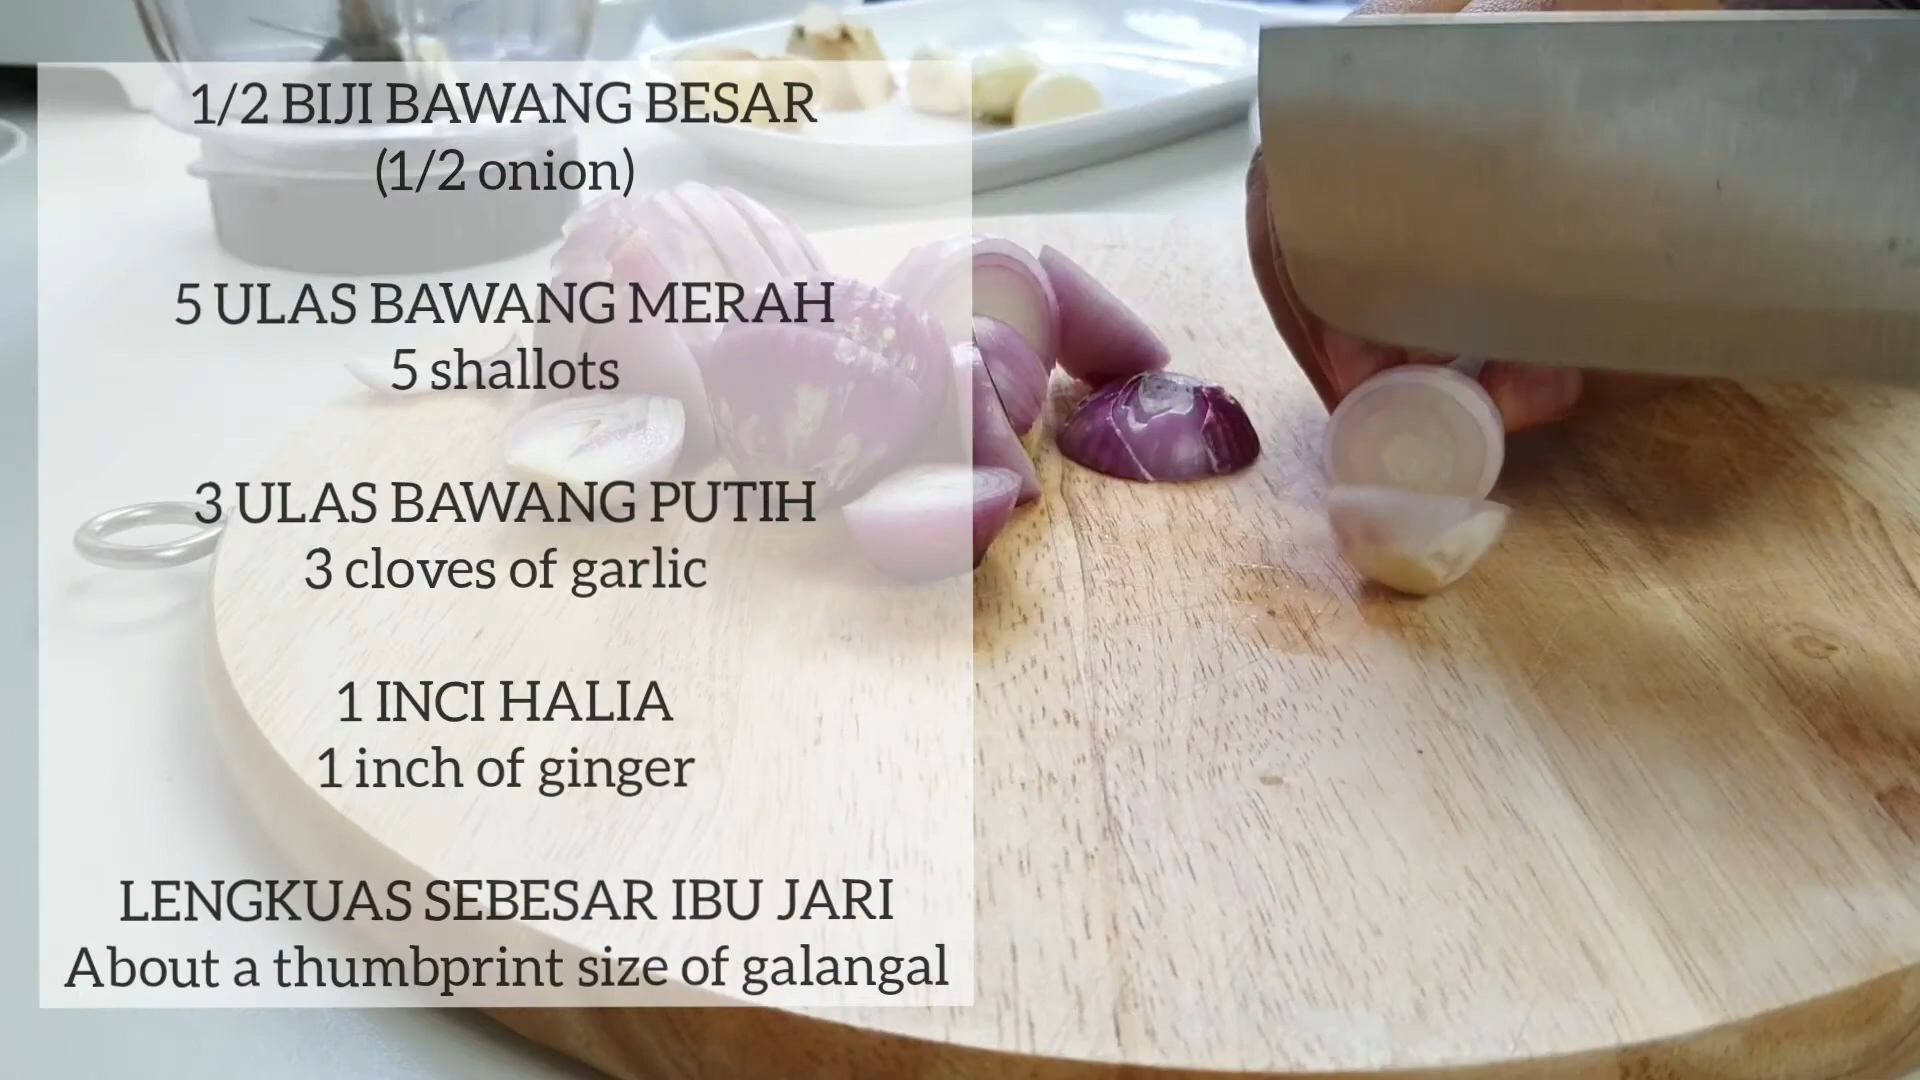 1/2 BIJI BAWANG BESAR
(1/2 onion)
5 ULAS BAWANG MERAH
5 shallots
3 ULAS BAWANG PUTIH
3 cloves of garlic
1 INCI HALIA
1 inch of ginger
LENGKUAS SEBESAR IBU JARI
About a thumbprint size of galangal